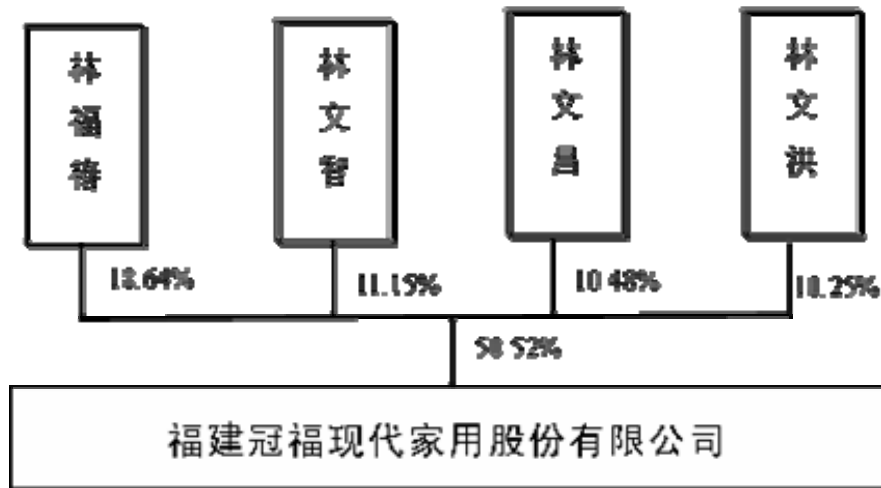 林福椿
林文智
林文昌
林文洪
18.64%
11.15%
10 48%
10.25%
50 52%
福建冠福现代家用股份有限公司